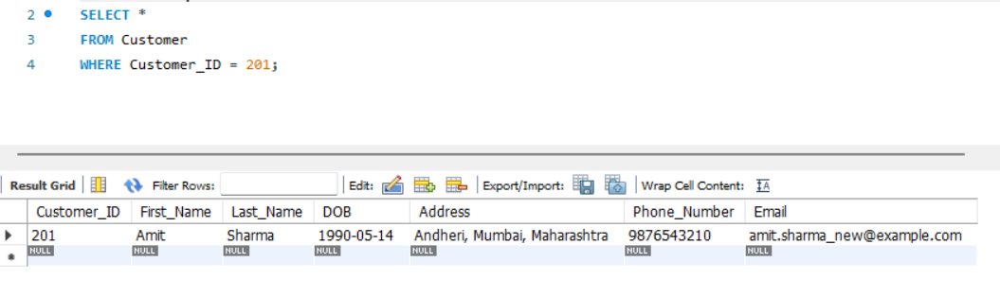 2 SELECT *
3 FROM Customer
4 WHERE Customer_ID = 201;
Result Grid Filter Rows: Edit: Export/Import: Wrap Cell Content: IA
Customer_ID First_Name Last_Name DOB Address Phone_Number Email
201 Amit Sharma 1990-05-14 Andheri, Mumbai, Maharashtra 9876543210 amit.sharma_new@example.com
NULL NULL NULL NULL NULL NULL NULL